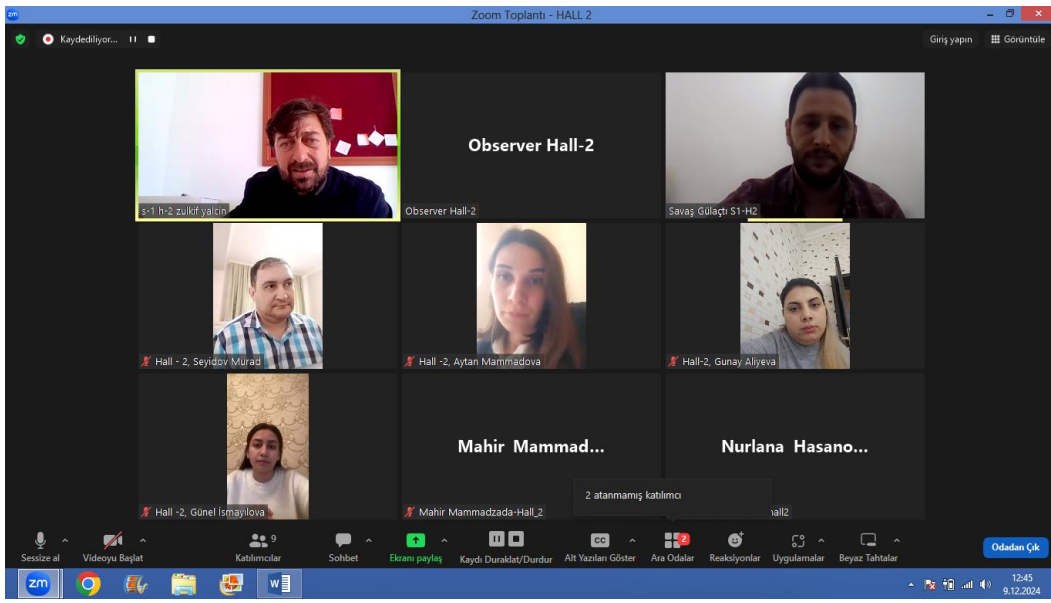 zm
Zoom Toplantı - HALL 2
Kaydediliyor...
Giriş yapın
Görüntüle
s-1 h-2 zulkif yalcin
Observer Hall-2
Observer Hall-2
Savaş Gülaçtı S1-H2
Hall - 2, Seyidov Murad
Hall -2, Aytan Mammadova
Hall-2, Gunay Aliyeva
Hall -2, Günel İsmayılova
Mahir Mammad...
Mahir Mammadzada-Hall_2
Nurlana Hasano...
hall2
2 atanmamış katılımcı
9
CC
2
Sessize al
Videoyu Başlat
Katılımcılar
Sohbet
Ekranı paylaş
Kaydı Duraklat/Durdur
Alt Yazıları Göster
Ara Odalar
Reaksiyonlar
Uygulamalar
Beyaz Tahtalar
Odadan Çık
zm
W
12:45
9.12.2024